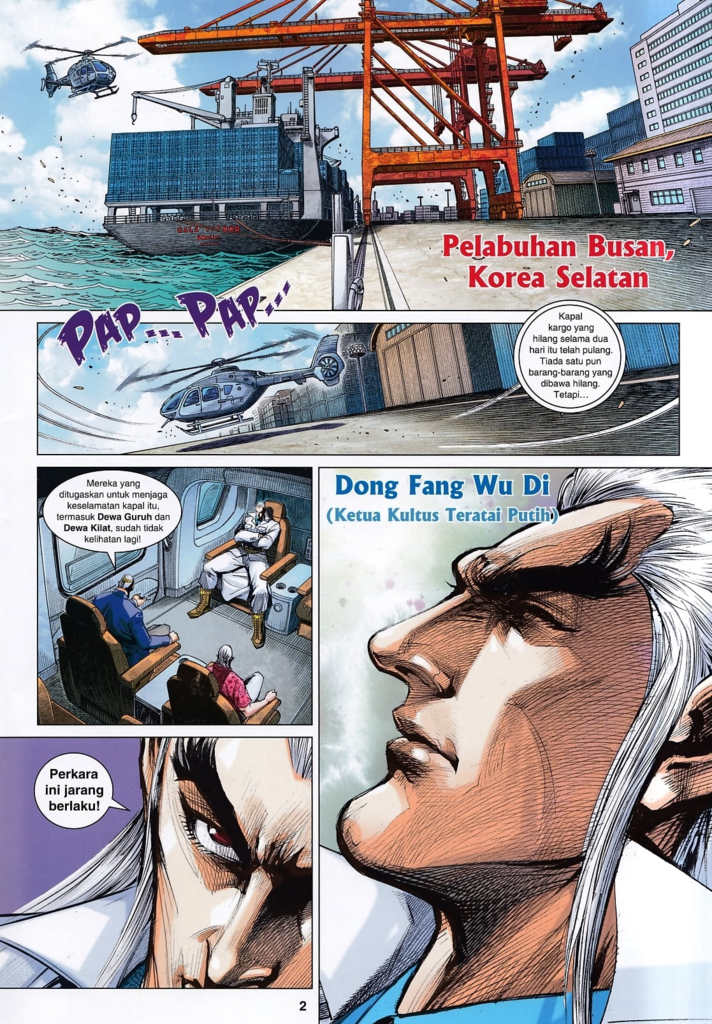 Pelabuhan Busan,
Korea Selatan
PAP... PAP...
Kapal
kargo yang
hilang selama dua
hari itu telah pulang.
Tiada satu pun
barang-barang yang
dibawa hilang.
Tetapi...
Mereka yang
ditugaskan untuk menjaga
keselamatan kapal itu,
termasuk Dewa Guruh dan
Dewa Kilat, sudah tidak
kelihatan lagi!
Dong Fang Wu Di
(Ketua Kultus Teratai Putih)
Perkara
ini jarang
berlaku!
2